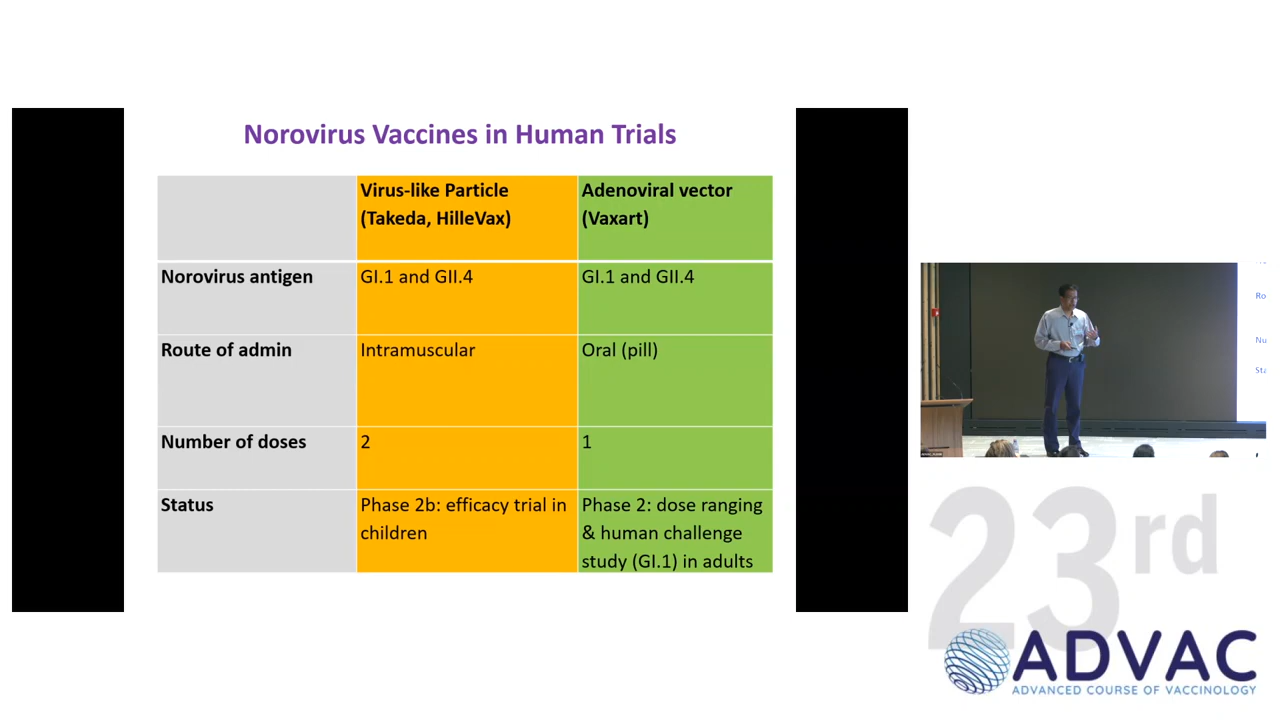 Norovirus Vaccines in Human Trials
Virus-like Particle
(Takeda, HilleVax)
Adenoviral vector
(Vaxart)
Norovirus antigen
GI.1 and GII.4
GI.1 and GII.4
Route of admin
Intramuscular
Oral (pill)
Number of doses
2
1
Status
Phase 2b: efficacy trial in
children
Phase 2: dose ranging
& human challenge
study (GI.1) in adults
Ro
Nu
Sta
23rd
ADVAC
ADVANCED COURSE OF VACCINOLOGY